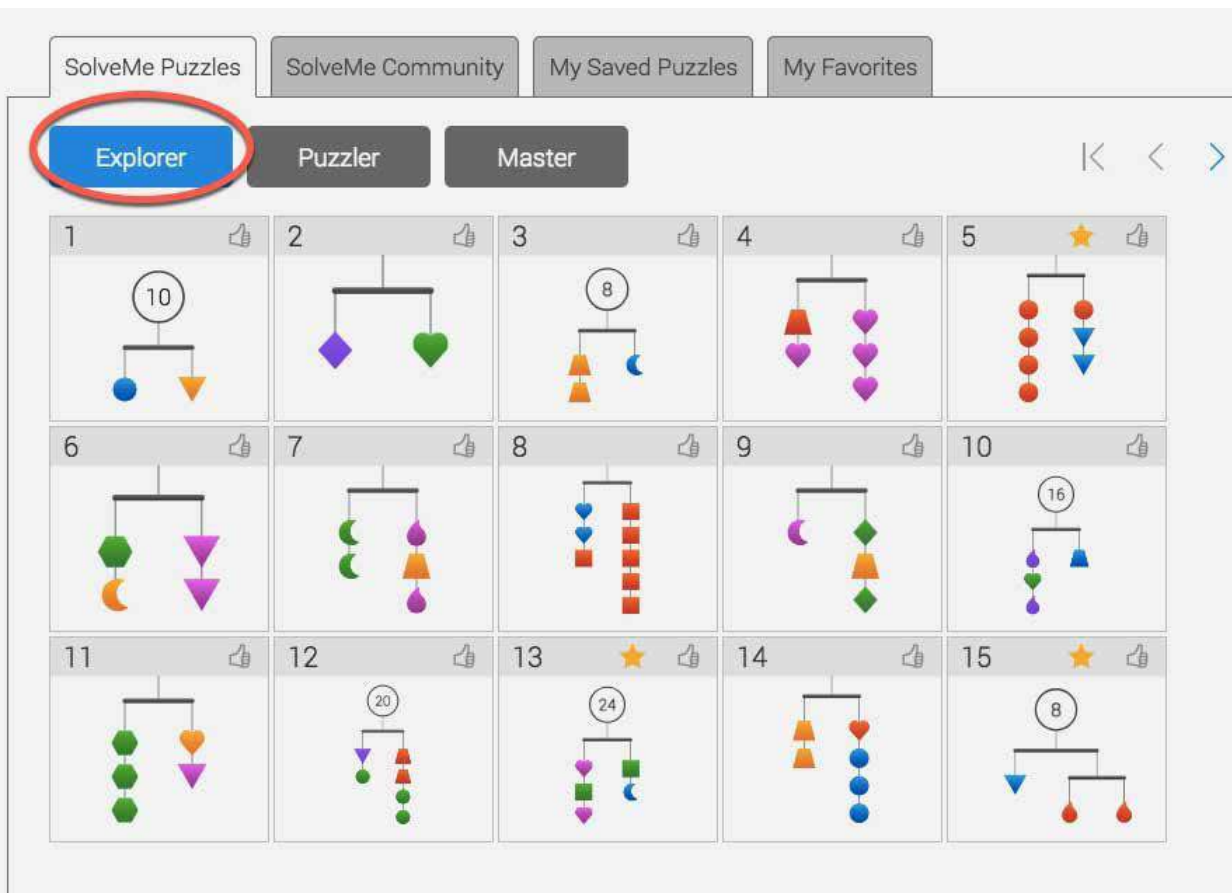 SolveMe Puzzles SolveMe Community My Saved Puzzles My Favorites
Explorer Puzzler Master
1 2 3 4 5
10 8
6 7 8 9 10
16
11 12 13 14 15
20 24 8